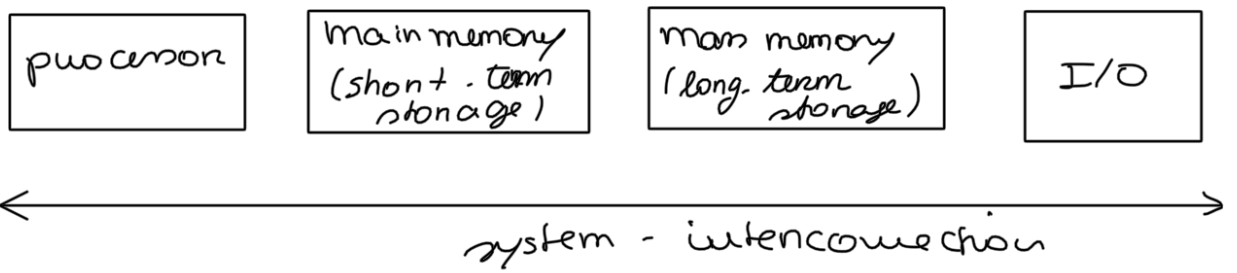 processor
main memory
(short-term
storage)
mass memory
(long-term
storage)
I/O
system - interconnection